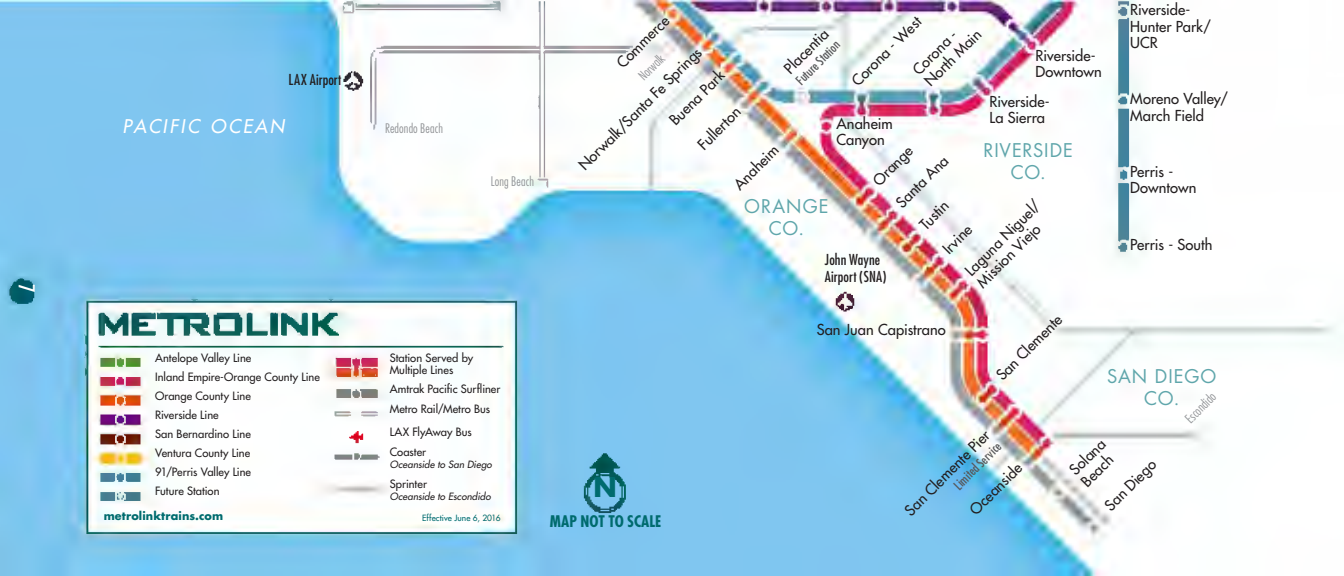 Riverside-
Hunter Park/
UCR
Commerce
Norwalk
Norwalk/Santa Fe Springs
Buena Park
Fullerton
Anaheim
Placentia
Future Station
Corona - West
Corona -
North Main
Riverside-
Downtown
LAX Airport
PACIFIC OCEAN
Redondo Beach
Long Beach
Riverside-
La Sierra
Anaheim
Canyon
Moreno Valley/
March Field
RIVERSIDE
CO.
Perris -
Downtown
Orange
Santa Ana
Tustin
Irvine
Laguna Niguel/
Mission Viejo
ORANGE
CO.
Perris - South
John Wayne
Airport (SNA)
San Juan Capistrano
San Clemente
SAN DIEGO
CO.
Escondido
San Clemente Pier
Limited Service
Oceanside
Solana
Beach
San Diego
METROLINK
Antelope Valley Line
Inland Empire-Orange County Line
Orange County Line
Riverside Line
San Bernardino Line
Ventura County Line
91/Perris Valley Line
Future Station
Station Served by
Multiple Lines
Amtrak Pacific Surfliner
Metro Rail/Metro Bus
LAX FlyAway Bus
Coaster
Oceanside to San Diego
Sprinter
Oceanside to Escondido
metrolinktrains.com
Effective June 6, 2016
N
MAP NOT TO SCALE